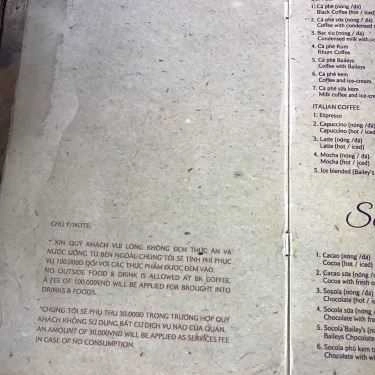 CHÚ Ý/NOTE:
* XIN QUÝ KHÁCH VUI LÒNG KHÔNG ĐEM THỨC ĂN VÀ
NƯỚC UỐNG TỪ BÊN NGOÀI, CHÚNG TÔI SẼ TÍNH PHÍ PHỤC
VỤ 100.000Đ ĐỐI VỚI CÁC THỰC PHẨM ĐƯỢC ĐEM VÀO.
NO OUTSIDE FOOD & DRINK IS ALLOWED AT BK COFFEE,
A FEE OF 100.000VND WILL BE APPLIED FOR BROUGHT INTO
DRINKS & FOODS.
*CHÚNG TÔI SẼ PHỤ THU 30.000Đ TRONG TRƯỜNG HỢP QUÝ
KHÁCH KHÔNG SỬ DỤNG BẤT CỨ DỊCH VỤ NÀO CỦA QUÁN.
AN AMOUNT OF 30.000VND WILL BE APPLIED AS SERVICES FEE
IN CASE OF NO CONSUMPTION.
1. Cà phê (nóng /đá)
Black Coffee (hot / iced)
2. Cà phê sữa (nóng / đá)
Coffee with condensed
3. Bạc xỉu (nóng / đá)
Condensed milk with
4. Cà phê Rum
Rhum Coffee
5. Cà phê Baileys
Coffee with Baileys
6. Cà phê kem
Coffee and ice-cream
7. Cà phê sữa kem
Milk coffee and ice-cre
ITALIAN COFFEE
1. Espresso
2. Capuccino (nóng /đá)
Capuccino (hot / iced)
3. Latte (nóng /đá)
Latte (hot / iced)
4. Mocha (nóng /đá)
Mocha (hot / iced)
5. Ice blended (Bailey's
So
1. Cacao (nóng /đá)
Cocoa (hot / iced)
2. Cacao sữa (nóng / đá
Cocoa with fresh
3. Socola (nóng / đá)
Chocolate (hot / iced
4. Socola sữa (nóng / đá
Chocolate with fresh
5. Socola Bailey's (nóng
Baileys Chocolate
6. Socola phủ kem
Chocolate with